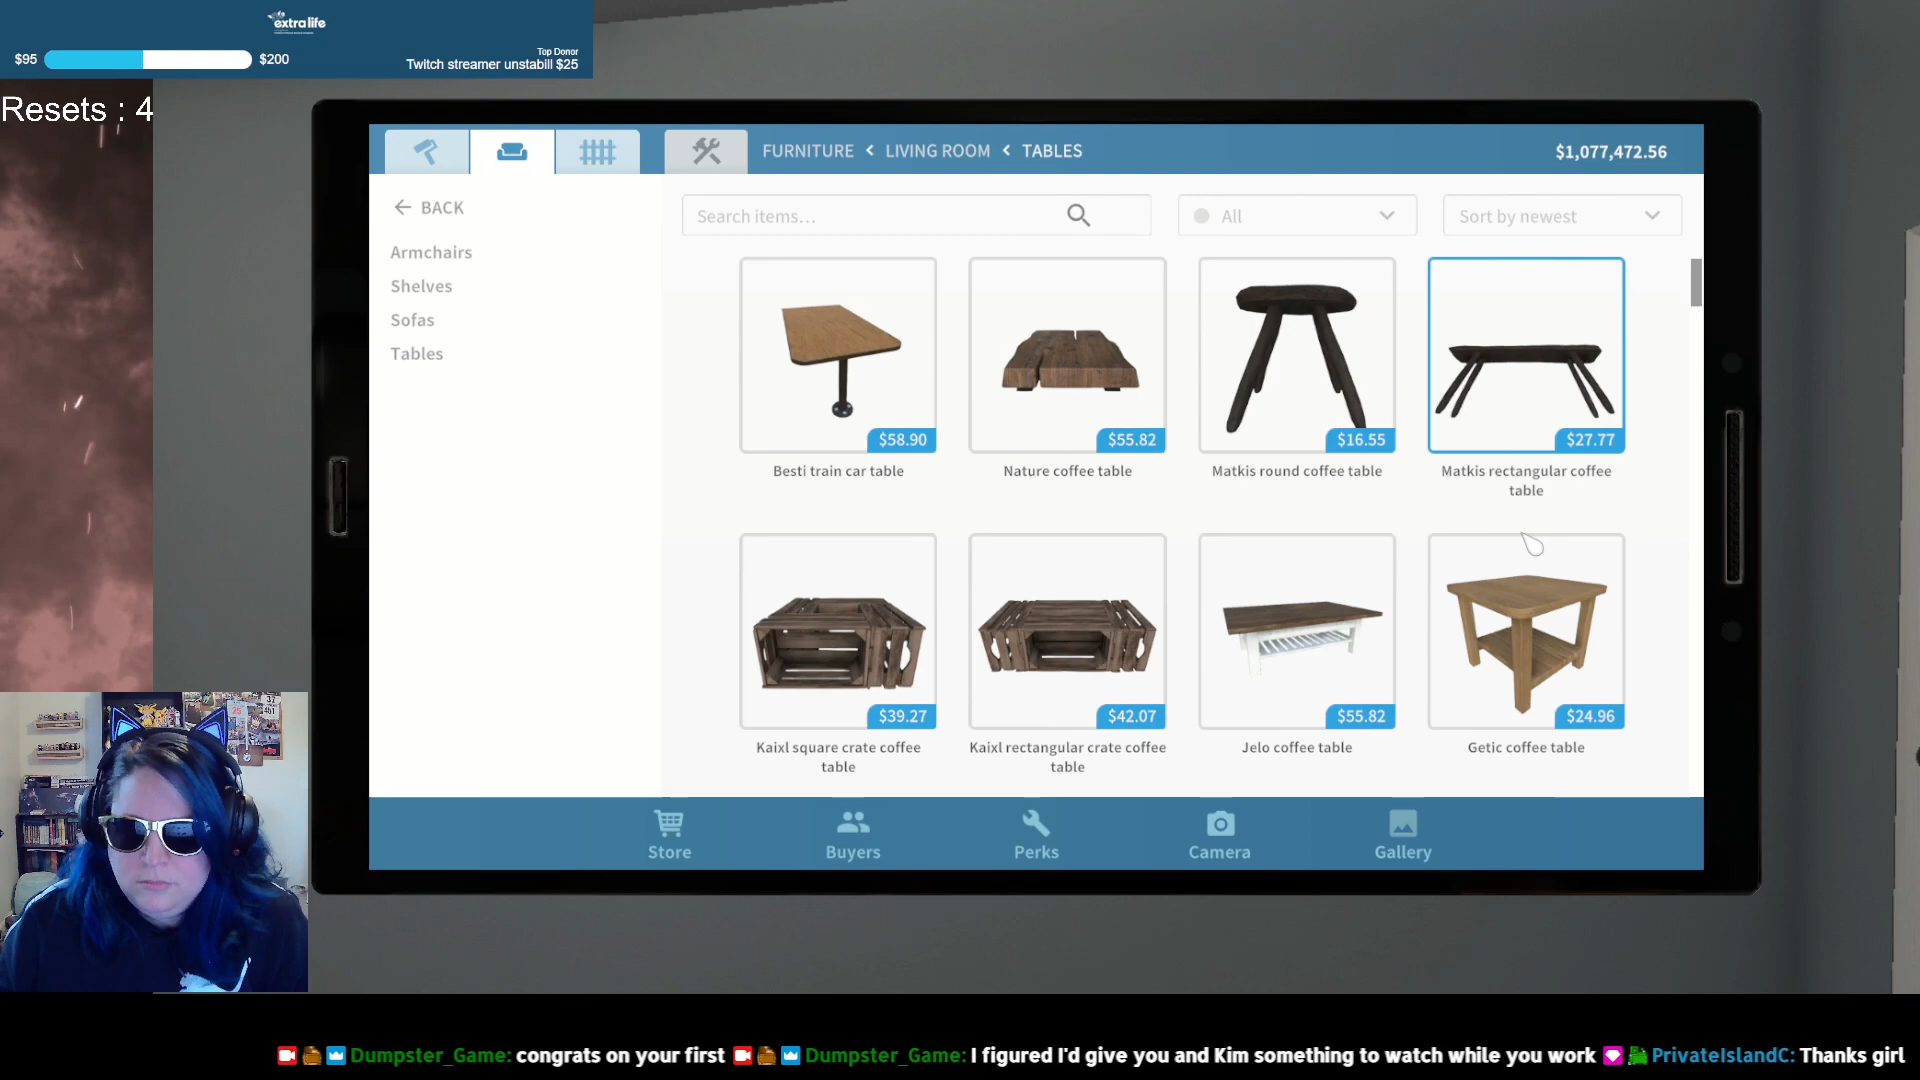 extralife
$95
$200
Top Donor
Twitch streamer unstabill $25
Resets : 4
FURNITURE < LIVING ROOM < TABLES
$1,077,472.56
BACK
Search items...
All
Sort by newest
Armchairs
Shelves
Sofas
Tables
$58.90
$55.82
$16.55
$27.77
Besti train car table
Nature coffee table
Matkis round coffee table
Matkis rectangular coffee
table
$39.27
$42.07
$55.82
$24.96
Kaixl square crate coffee
table
Kaixl rectangular crate coffee
table
Jelo coffee table
Getic coffee table
Store
Buyers
Perks
Camera
Gallery
Dumpster_Game: congrats on your first Dumpster_Game: I figured I'd give you and Kim something to watch while you work PrivateIslandC: Thanks girl